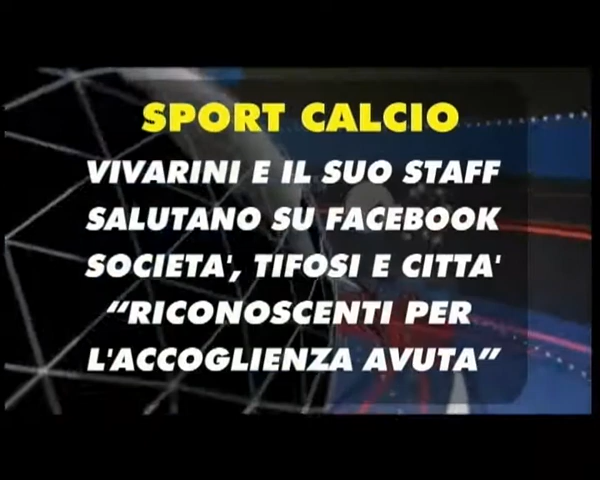 SPORT CALCIO
VIVARINI E IL SUO STAFF
SALUTANO SU FACEBOOK
SOCIETA', TIFOSI E CITTA'
“RICONOSCENTI PER
L'ACCOGLIENZA AVUTA”